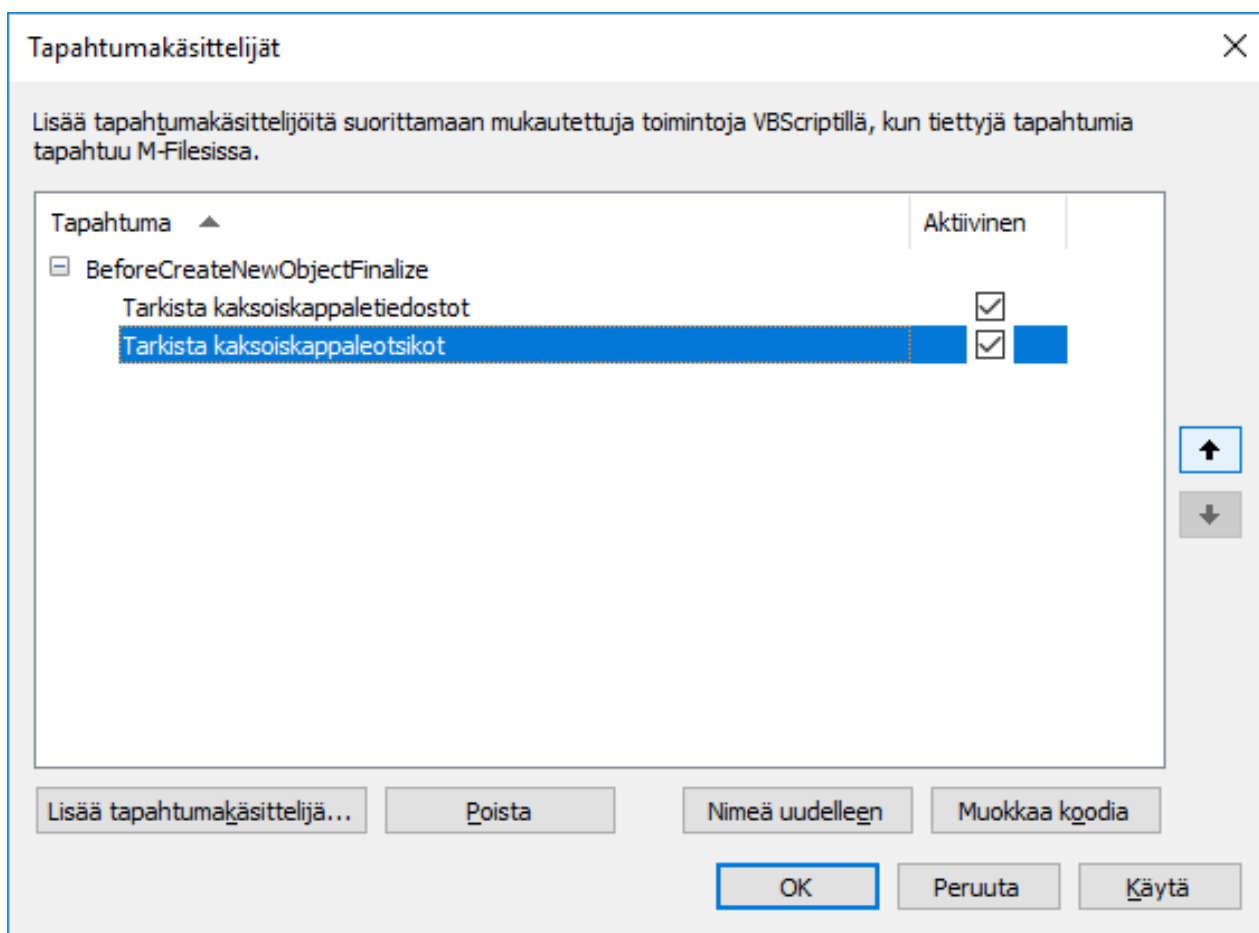 Tapahtumakäsittelijät
Lisää tapahtumakäsittelijöitä suorittamaan mukautettuja toimintoja VBScriptillä, kun tiettyjä tapahtumia
tapahtuu M-Filesissa.
Tapahtuma Aktiivinen
BeforeCreateNewObjectFinalize
Tarkista kaksoiskappaletiedostot
Tarkista kaksoiskappaleotsikot
Lisää tapahtumakäsittelijä... Poista Nimeä uudelleen Muokkaa koodia
OK Peruuta Käytä